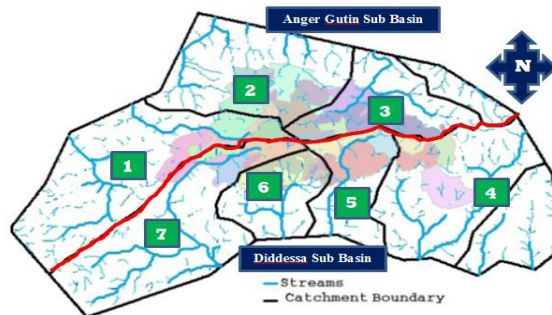 Anger Gutin Sub Basin
N
2
3
1
6
5
4
7
Diddessa Sub Basin
Streams
Catchment Boundary